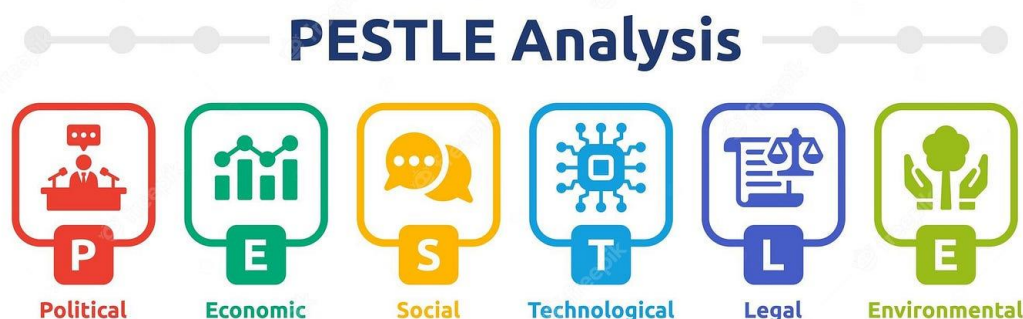 PESTLE Analysis
P E S T L E
Political Economic Social Technological Legal Environmental